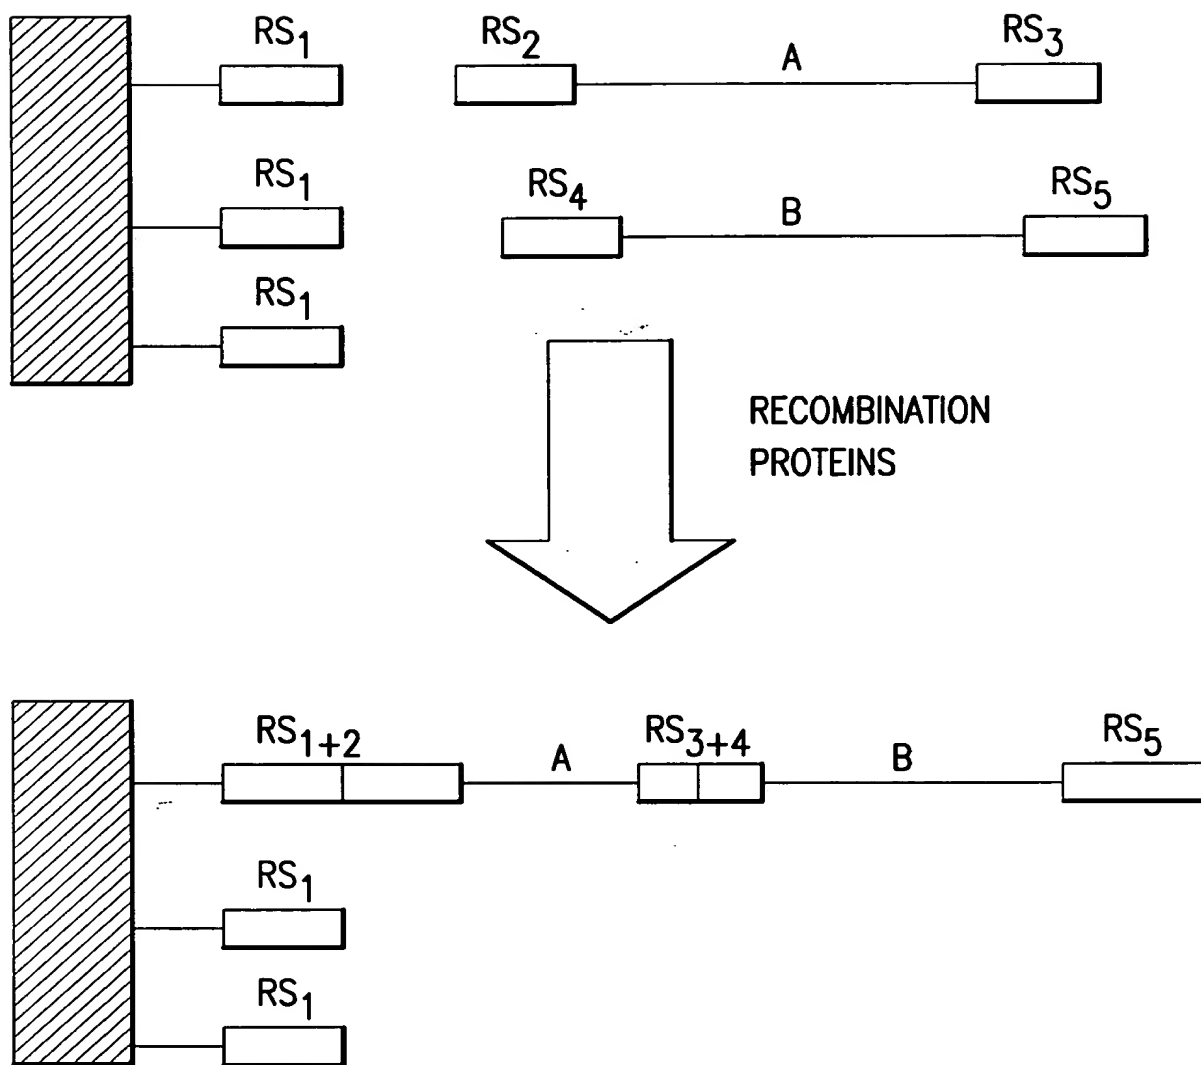 RS₁ RS₂ A RS₃
RS₁ RS₄ B RS₅
RS₁
RECOMBINATION
PROTEINS
RS₁₊₂ A RS₃₊₄ B RS₅
RS₁
RS₁